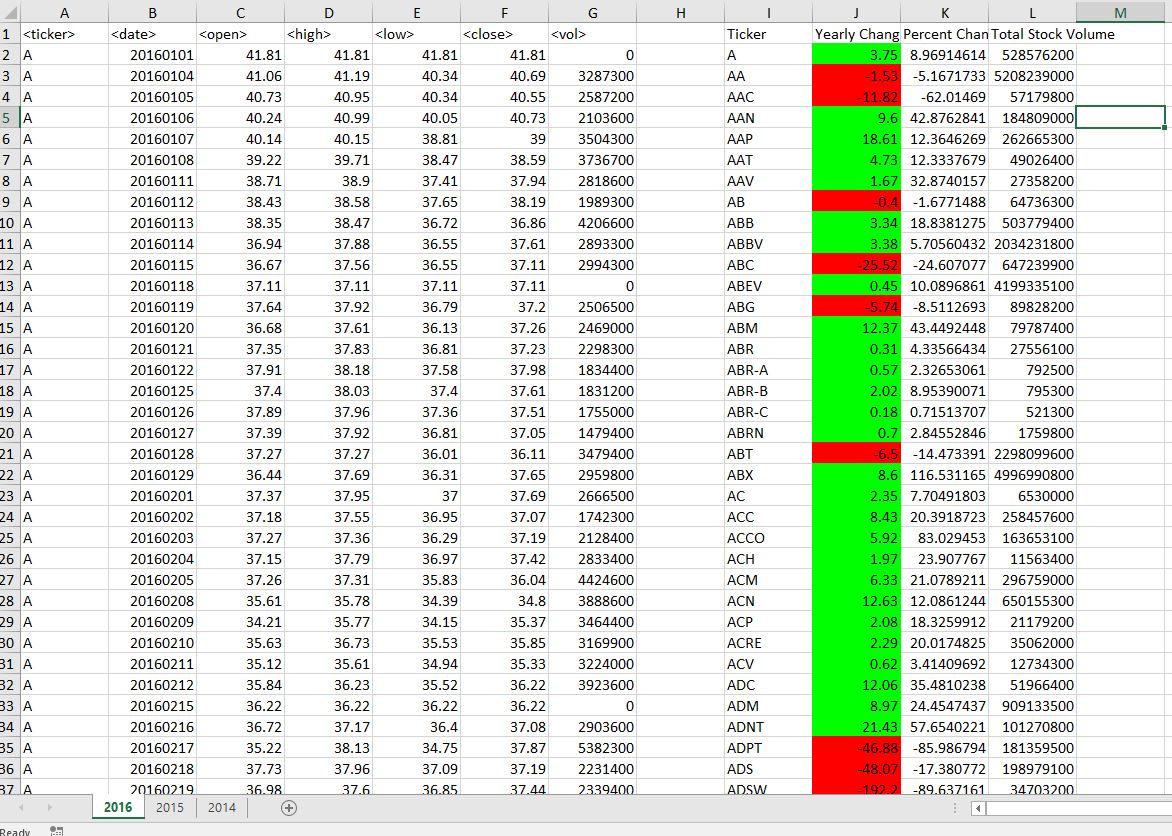 A B C D E F G H I J K L M
1 <ticker> <date> <open> <high> <low> <close> <vol> Ticker Yearly Chang Percent Chan Total Stock Volume
2 A 20160101 41.81 41.81 41.81 41.81 0 A 3.75 8.96914614 528576200
3 A 20160104 41.06 41.19 40.34 40.69 3287300 AA -1.53 -5.1671733 5208239000
4 A 20160105 40.73 40.95 40.34 40.55 2587200 AAC -11.82 -62.01469 57179800
5 A 20160106 40.24 40.99 40.05 40.73 2103600 AAN 9.6 42.8762841 184809000
6 A 20160107 40.14 40.15 38.81 39 3504300 AAP 18.61 12.3646269 262665300
7 A 20160108 39.22 39.71 38.47 38.59 3736700 AAT 4.73 12.3337679 49026400
8 A 20160111 38.71 38.9 37.41 37.94 2818600 AAV 1.67 32.8740157 27358200
9 A 20160112 38.43 38.58 37.65 38.19 1989300 AB -0.4 -1.6771488 64736300
10 A 20160113 38.35 38.47 36.72 36.86 4206600 ABB 3.34 18.8381275 503779400
11 A 20160114 36.94 37.88 36.55 37.61 2893300 ABBV 3.38 5.70560432 2034231800
12 A 20160115 36.67 37.56 36.55 37.11 2994300 ABC -25.52 -24.607077 647239900
13 A 20160118 37.11 37.11 37.11 37.11 0 ABEV 0.45 10.0896861 4199335100
14 A 20160119 37.64 37.92 36.79 37.2 2506500 ABG -5.74 -8.5112693 89828200
15 A 20160120 36.68 37.61 36.13 37.26 2469000 ABM 12.37 43.4492448 79787400
16 A 20160121 37.35 37.83 36.81 37.23 2298300 ABR 0.31 4.33566434 27556100
17 A 20160122 37.91 38.18 37.58 37.98 1834400 ABR-A 0.57 2.32653061 792500
18 A 20160125 37.4 38.03 37.4 37.61 1831200 ABR-B 2.02 8.95390071 795300
19 A 20160126 37.89 37.96 37.36 37.51 1755000 ABR-C 0.18 0.71513707 521300
20 A 20160127 37.39 37.92 36.81 37.05 1479400 ABRN 0.7 2.84552846 1759800
21 A 20160128 37.27 37.27 36.01 36.11 3479400 ABT -6.5 -14.473391 2298099600
22 A 20160129 36.44 37.69 36.31 37.65 2959800 ABX 8.6 116.531165 4996990800
23 A 20160201 37.37 37.95 37 37.69 2666500 AC 2.35 7.70491803 6530000
24 A 20160202 37.18 37.55 36.95 37.07 1742300 ACC 8.43 20.3918723 258457600
25 A 20160203 37.27 37.36 36.29 37.19 2128400 ACCO 5.92 83.029453 163653100
26 A 20160204 37.15 37.79 36.97 37.42 2833400 ACH 1.97 23.907767 11563400
27 A 20160205 37.26 37.31 35.83 36.04 4424600 ACM 6.33 21.0789211 296759000
28 A 20160208 35.61 35.78 34.39 34.8 3888600 ACN 12.63 12.0861244 650155300
29 A 20160209 34.21 35.77 34.15 35.37 3464400 ACP 2.08 18.3259912 21179200
30 A 20160210 35.63 36.73 35.53 35.85 3169900 ACRE 2.29 20.0174825 35062000
31 A 20160211 35.12 35.61 34.94 35.33 3224000 ACV 0.62 3.41409692 12734300
32 A 20160212 35.84 36.23 35.52 36.22 3923600 ADC 12.06 35.4810238 51966400
33 A 20160215 36.22 36.22 36.22 36.22 0 ADM 8.97 24.4547437 909133500
34 A 20160216 36.72 37.17 36.4 37.08 2903600 ADNT 21.43 57.6540221 101270800
35 A 20160217 35.22 38.13 34.75 37.87 5382300 ADPT -46.88 -85.986794 181359500
36 A 20160218 37.73 37.96 37.09 37.19 2231400 ADS -48.07 -17.380772 198979100
37 A 20160219 36.98 37.6 36.85 37.44 2339400 ADSW -192.2 -89.637161 34703200
2016 2015 2014
Ready